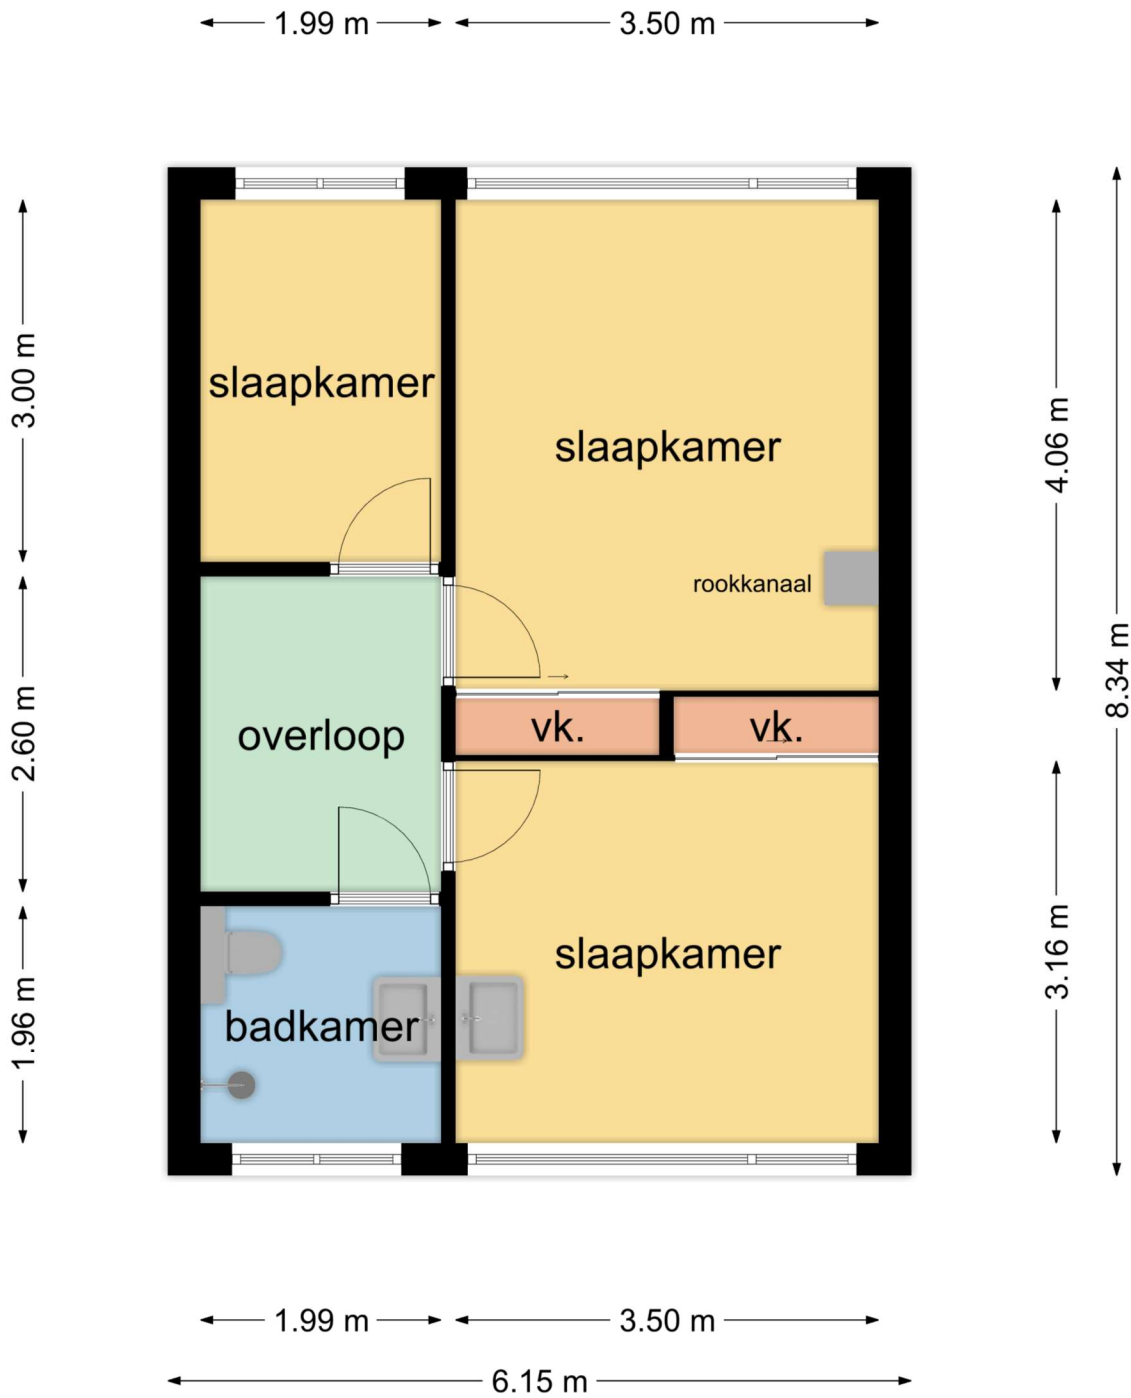 1.99 m
3.50 m
3.00 m
slaapkamer
slaapkamer
4.06 m
rookkanaal
8.34 m
2.60 m
overloop
vk.
vk.
slaapkamer
3.16 m
1.96 m
badkamer
1.99 m
3.50 m
6.15 m